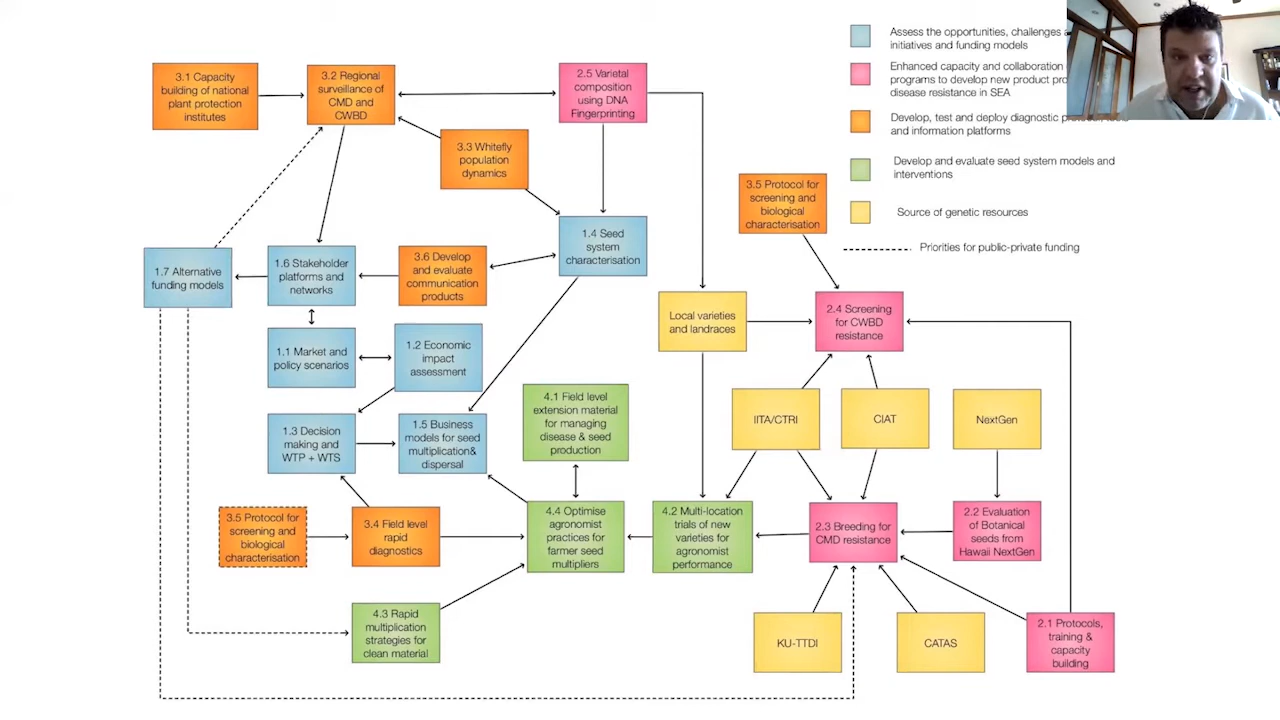 3.1 Capacity
building of national
plant protection
institutes
3.2 Regional
surveillance of
CMD and
CWBD
2.5 Varietal
composition
using DNA
Fingerprinting
Assess the opportunities, challenges
initiatives and funding models
Enhanced capacity and collaboration
programs to develop new product
disease resistance in SEA
Develop, test and deploy diagnostic
and information platforms
Develop and evaluate seed system models and
interventions
Source of genetic resources
Priorities for public-private funding
3.3 Whitefly
population
dynamics
3.5 Protocol for
screening and
biological
characterisation
1.4 Seed
system
characterisation
1.7 Alternative
funding models
1.6 Stakeholder
platforms and
networks
3.6 Develop
and evaluate
communication
products
Local varieties
and landraces
2.4 Screening
for CWBD
resistance
1.1 Market and
policy scenarios
1.2 Economic
impact
assessment
4.1 Field level
extension material
for managing
disease & seed
production
IITA/CTRI
CIAT
NextGen
1.3 Decision
making and
WTP + WTS
1.5 Business
models for seed
multiplication&
dispersal
3.5 Protocol for
screening and
biological
characterisation
3.4 Field level
rapid
diagnostics
4.4 Optimise
agronomist
practices for
farmer seed
multipliers
4.2 Multi-location
trials of new
varieties for
agronomist
performance
2.3 Breeding for
CMD resistance
2.2 Evaluation
of Botanical
seeds from
Hawaii NextGen
4.3 Rapid
multiplication
strategies for
clean material
KU-TTDI
CATAS
2.1 Protocols,
training &
capacity
building